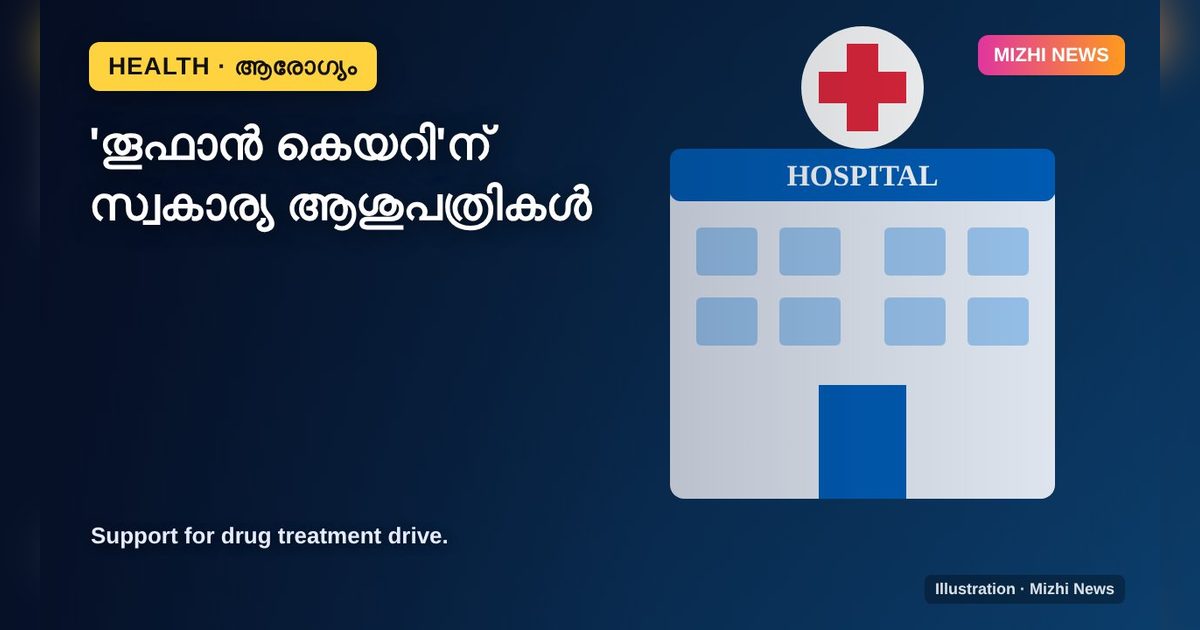 HEALTH · ആരോഗ്യം
MIZHI NEWS
'തൂഫാൻ കെയറി'ന്
സ്വകാര്യ ആശുപത്രികൾ
HOSPITAL
Support for drug treatment drive.
Illustration · Mizhi News